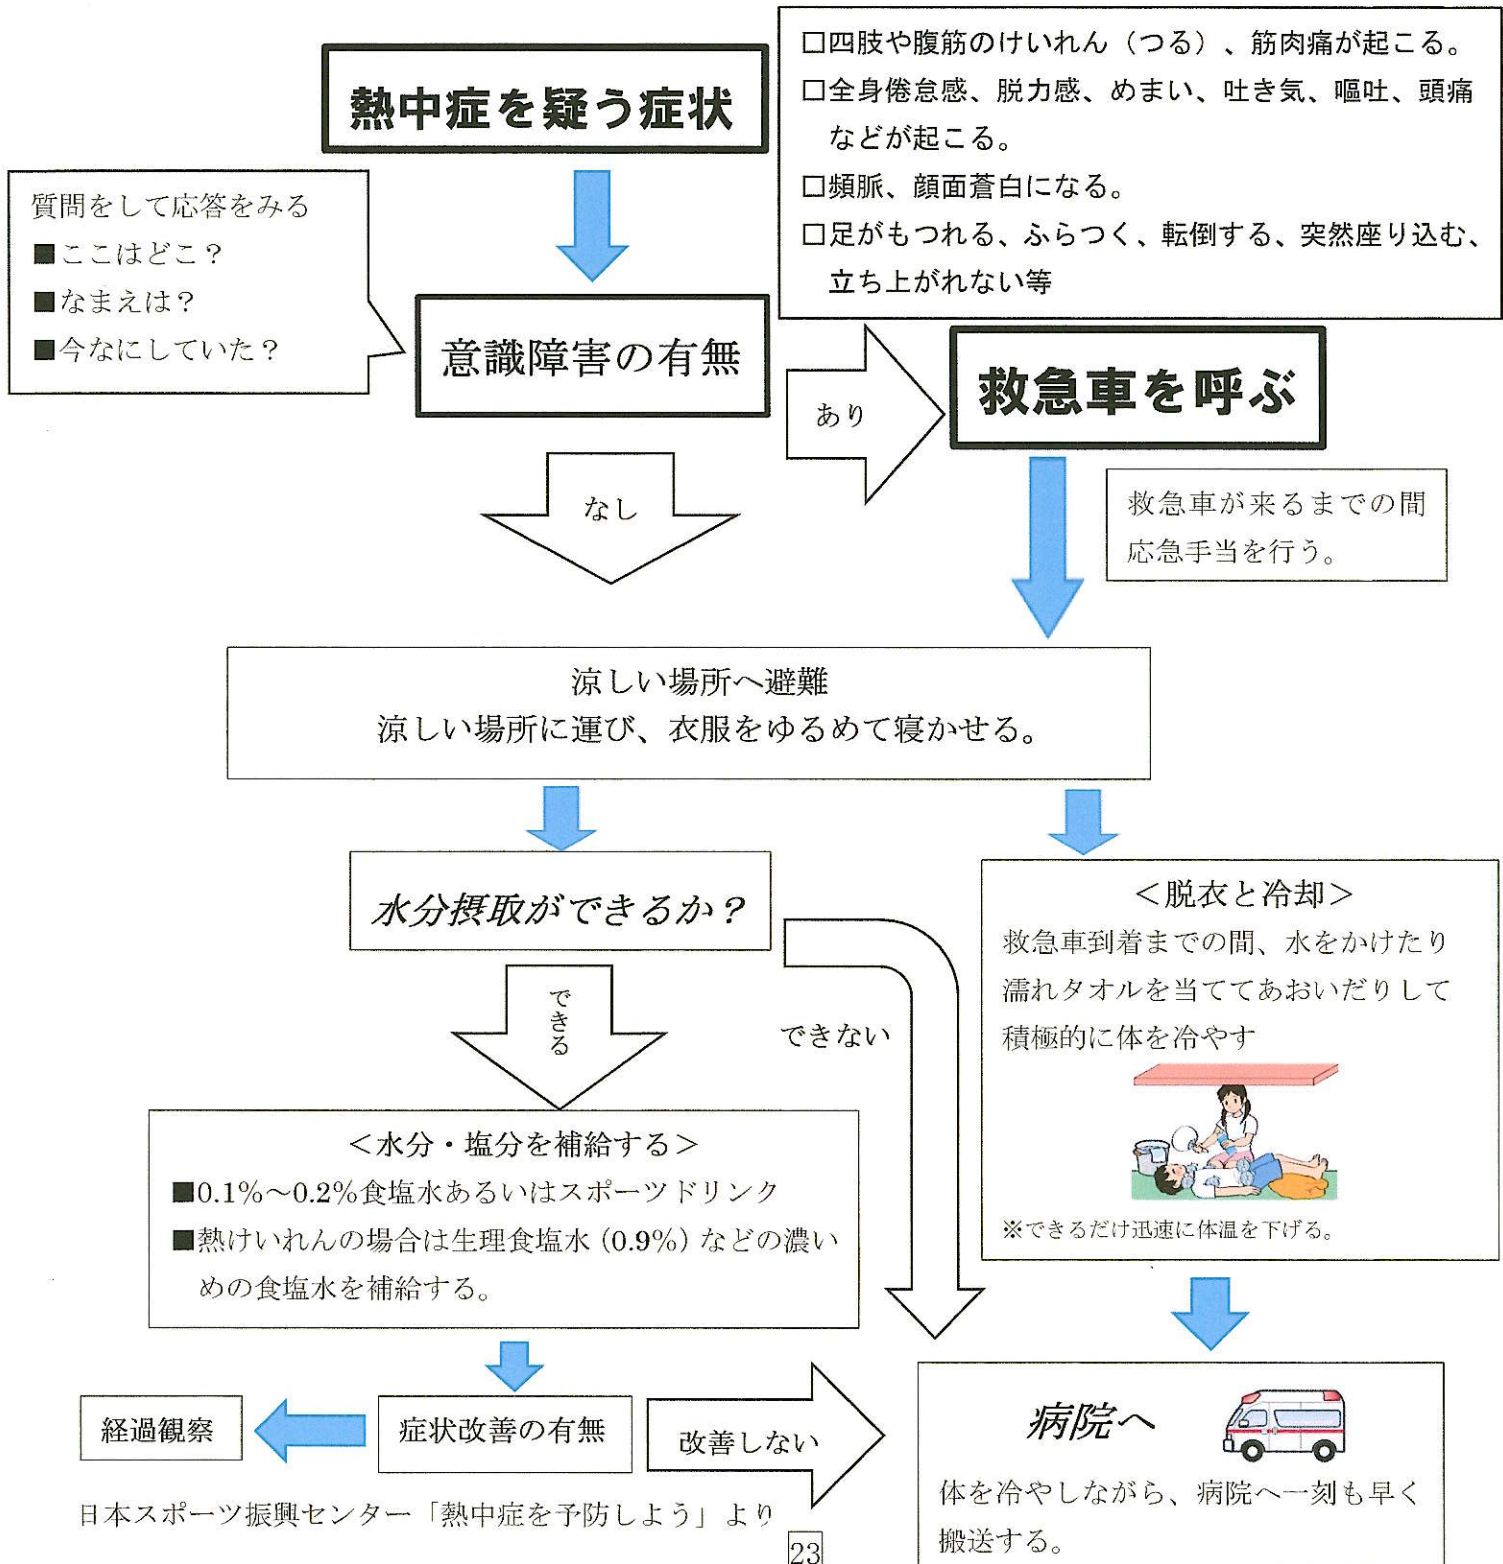 熱中症を疑う症状
□四肢や腹筋のけいれん（つる）、筋肉痛が起こる。
□全身倦怠感、脱力感、めまい、吐き気、嘔吐、頭痛
などが起こる。
□頻脈、顔面蒼白になる。
□足がもつれる、ふらつく、転倒する、突然座り込む、
立ち上がれない等
質問をして応答をみる
■ここはどこ？
■なまえは？
■今なにしていた？
意識障害の有無
あり
救急車を呼ぶ
なし
救急車が来るまでの間
応急手当を行う。
涼しい場所へ避難
涼しい場所に運び、衣服をゆるめて寝かせる。
水分摂取ができるか？
できる
できない
＜脱衣と冷却＞
救急車到着までの間、水をかけたり
濡れタオルを当ててあおいだりして
積極的に体を冷やす
※できるだけ迅速に体温を下げる。
＜水分・塩分を補給する＞
■0.1%～0.2%食塩水あるいはスポーツドリンク
■熱けいれんの場合は生理食塩水（0.9%）などの濃い
めの食塩水を補給する。
経過観察
症状改善の有無
改善しない
病院へ
体を冷やしながら、病院へ一刻も早く
搬送する。
日本スポーツ振興センター「熱中症を予防しよう」より
23